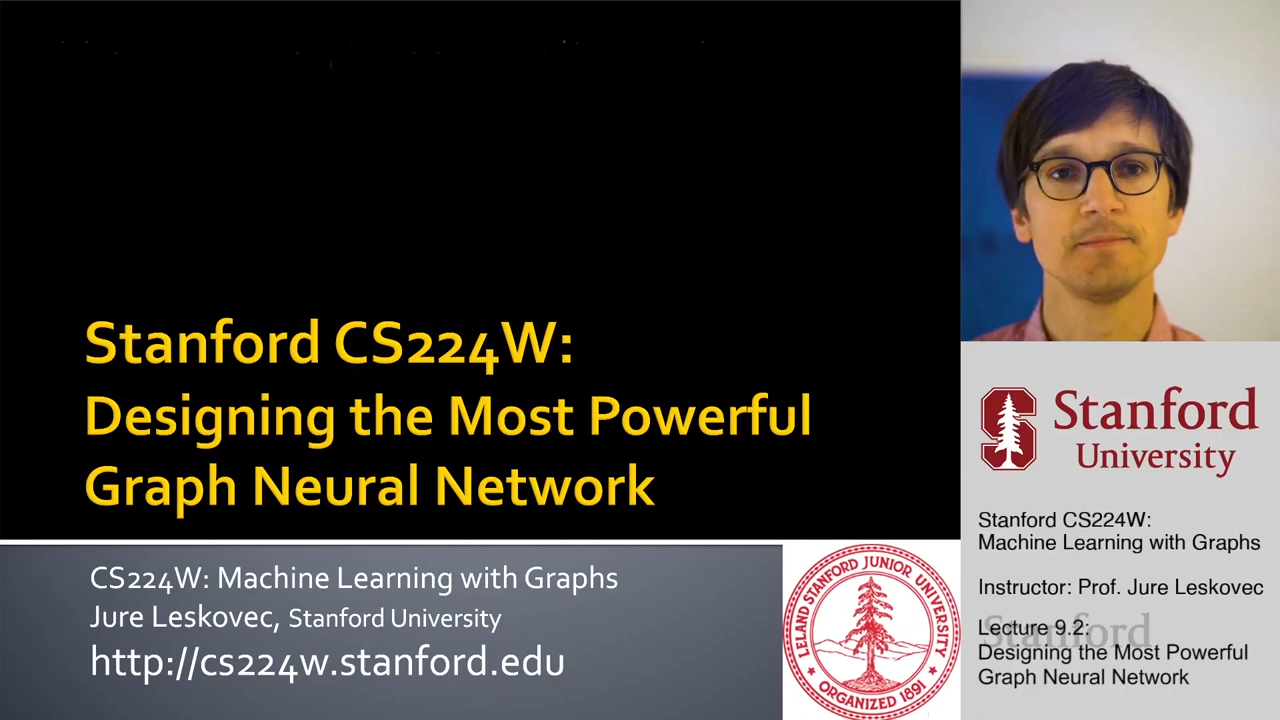 Stanford CS224W:
Designing the Most Powerful
Graph Neural Network
CS224W: Machine Learning with Graphs
Jure Leskovec, Stanford University
http://cs224w.stanford.edu
LELAND STANFORD JUNIOR UNIVERSITY
ORGANIZED 1891
Stanford
University
Stanford CS224W:
Machine Learning with Graphs
Instructor: Prof. Jure Leskovec
Stanford
Lecture 9.2:
Designing the Most Powerful
Graph Neural Network